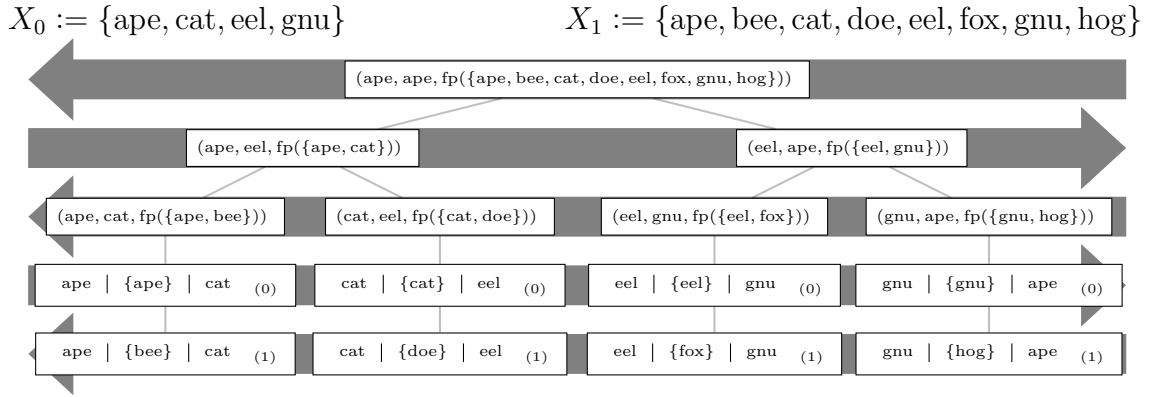 X₀ := {ape, cat, eel, gnu} X₁ := {ape, bee, cat, doe, eel, fox, gnu, hog}
(ape, ape, fp({ape, bee, cat, doe, eel, fox, gnu, hog}))
(ape, eel, fp({ape, cat})) (eel, ape, fp({eel, gnu}))
(ape, cat, fp({ape, bee})) (cat, eel, fp({cat, doe})) (eel, gnu, fp({eel, fox})) (gnu, ape, fp({gnu, hog}))
ape | {ape} | cat (0) cat | {cat} | eel (0) eel | {eel} | gnu (0) gnu | {gnu} | ape (0)
ape | {bee} | cat (1) cat | {doe} | eel (1) eel | {fox} | gnu (1) gnu | {hog} | ape (1)